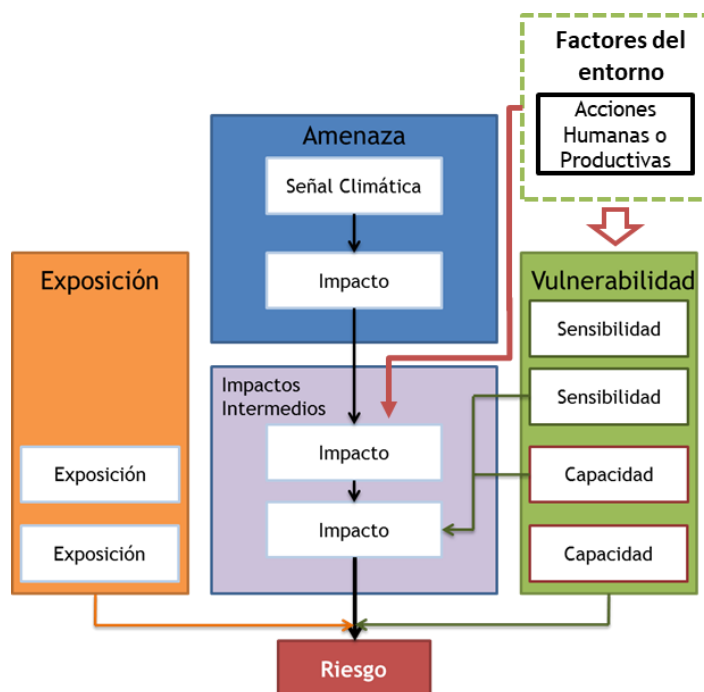 Factores del
entorno
Acciones
Humanas o
Productivas
Amenaza
Señal Climática
Impacto
Exposición
Exposición
Exposición
Impactos
Intermedios
Impacto
Impacto
Vulnerabilidad
Sensibilidad
Sensibilidad
Capacidad
Capacidad
Riesgo